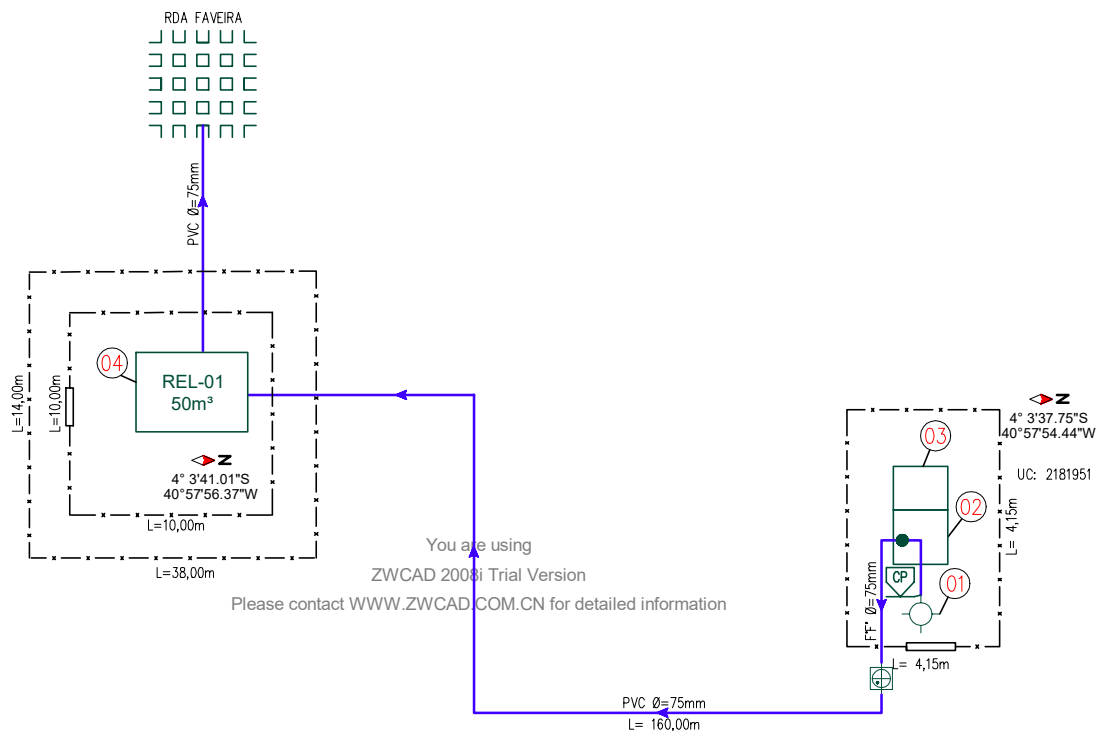 RDA FAVEIRA
PVC Ø=75mm
04
REL-01
50m³
L=14,00m
L=10,00m
N
4° 3'41.01"S
40°57'56.37"W
L=10,00m
L=38,00m
You are using
ZWCAD 2008i Trial Version
Please contact WWW.ZWCAD.COM.CN for detailed information
N
4° 3'37.75"S
40°57'54.44"W
UC: 2181951
03
02
L= 4,15m
CP
01
FºFº Ø=75mm
L= 4,15m
PVC Ø=75mm
L= 160,00m